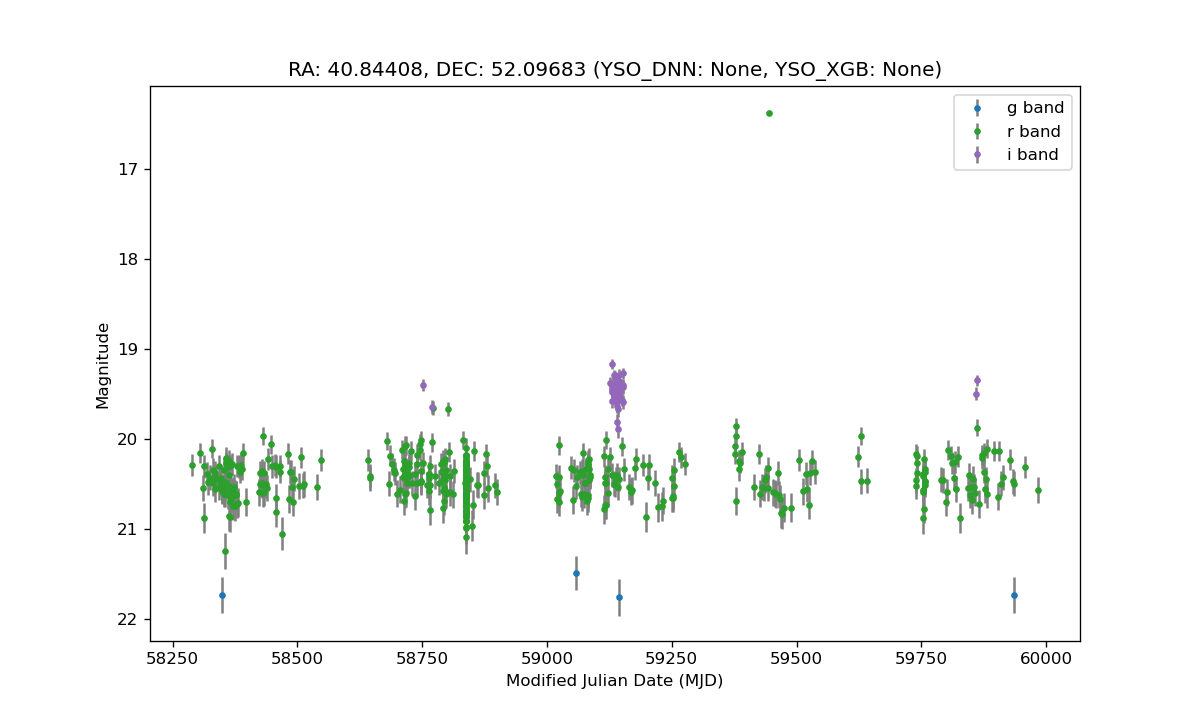 RA: 40.84408, DEC: 52.09683 (YSO_DNN: None, YSO_XGB: None)
g band
r band
i band
17
18
19
20
21
22
Magnitude
58250 58500 58750 59000 59250 59500 59750 60000
Modified Julian Date (MJD)